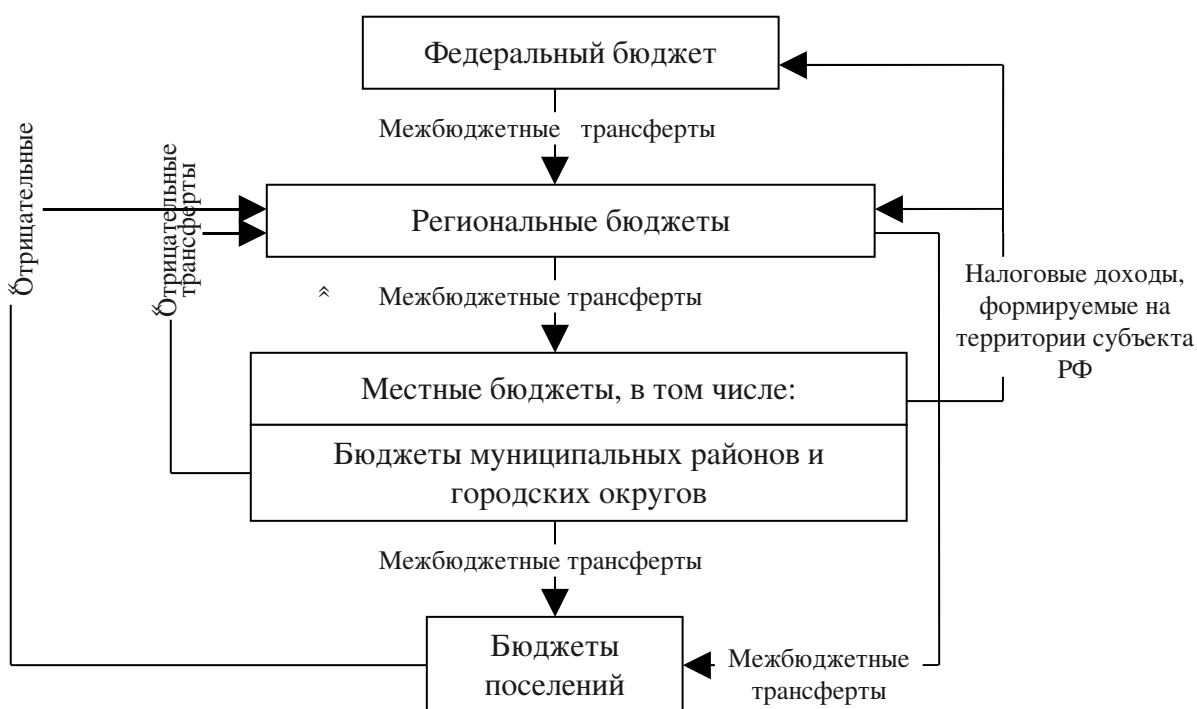 Федеральный бюджет
Межбюджетные трансферты
«Отрицательные
«Отрицательные
трансферты
Региональные бюджеты
»
Межбюджетные трансферты
Налоговые доходы,
формируемые на
территории субъекта
РФ
Местные бюджеты, в том числе:
Бюджеты муниципальных районов и
городских округов
Межбюджетные трансферты
Бюджеты
поселений
Межбюджетные
трансферты